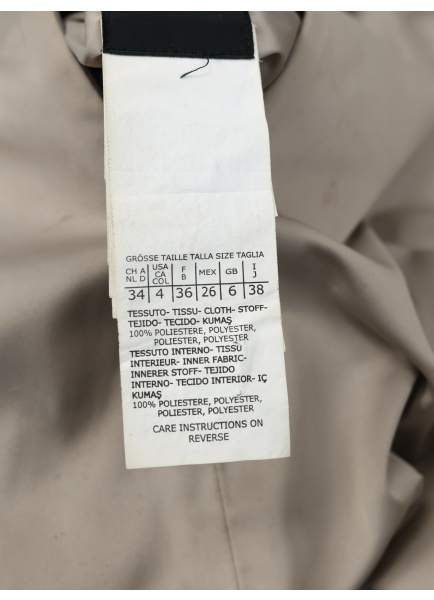 GRÖSSE TAILLE TALLA SIZE TAGLIA
CH A NL D | USA CA COL | F B | MEX | GB | I J
34 | 4 | 36 | 26 | 6 | 38
TESSUTO- TISSU- CLOTH- STOFF-
TEJIDO- TECIDO- KUMAŞ
100% POLIESTERE, POLYESTER,
POLIESTER, POLYESTER
TESSUTO INTERNO- TISSU
INTERIEUR- INNER FABRIC-
INNERER STOFF- TEJIDO
INTERNO- TECIDO INTERIOR- IÇ
KUMAŞ
100% POLIESTERE, POLYESTER,
POLIESTER, POLYESTER
CARE INSTRUCTIONS ON
REVERSE